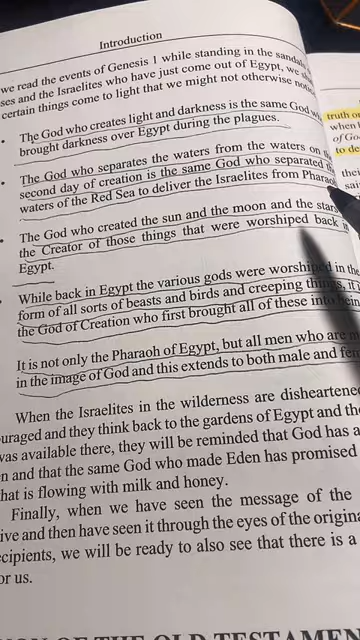 Introduction
we read the events of Genesis 1 while standing in the sandals
ses and the Israelites who have just come out of Egypt, we
certain things come to light that we might not otherwise
• The God who creates light and darkness is the same God
brought darkness over Egypt during the plagues.
• The God who separates the waters from the waters on
second day of creation is the same God who separated
waters of the Red Sea to deliver the Israelites from Pharao
• The God who created the sun and the moon and the stars
the Creator of those things that were worshiped back
Egypt.
While back in Egypt the various gods were worshiped in the
form of all sorts of beasts and birds and creeping things, it
the God of Creation who first brought all of these into
It is not only the Pharaoh of Egypt, but all men who are
in the image of God and this extends to both male and
When the Israelites in the wilderness are disheartene
uraged and they think back to the gardens of Egypt and the
was available there, they will be reminded that God has a
n and that the same God who made Eden has promised
hat is flowing with milk and honey.
Finally, when we have seen the message of the
ive and then have seen it through the eyes of the origina
ecipients, we will be ready to also see that there is a
or us.
OF THE OLD TESTAMEN
truth
when
of God
to de
thei
sai